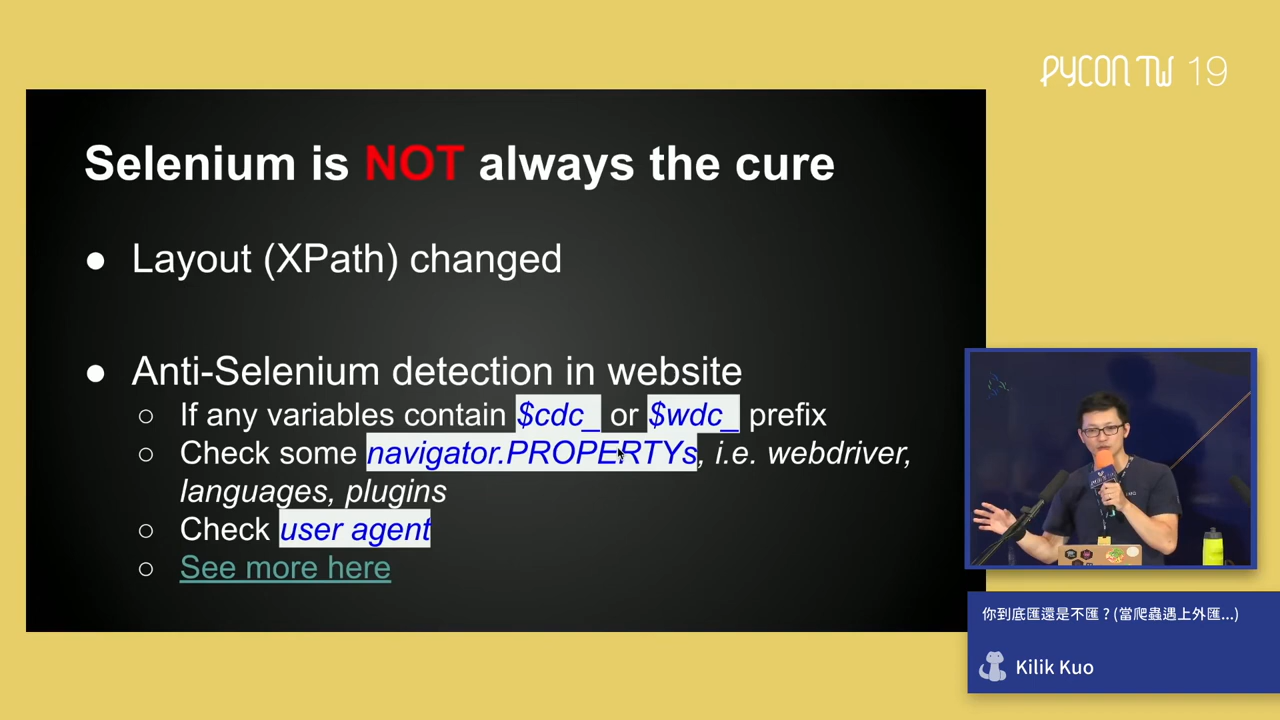 PYCON TW 19
Selenium is NOT always the cure
● Layout (XPath) changed
● Anti-Selenium detection in website
○ If any variables contain $cdc_ or $wdc_ prefix
○ Check some navigator.PROPERTYs, i.e. webdriver,
languages, plugins
○ Check user agent
○ See more here
你到底匯還是不匯？(當爬蟲遇上外匯...)
Kilik Kuo